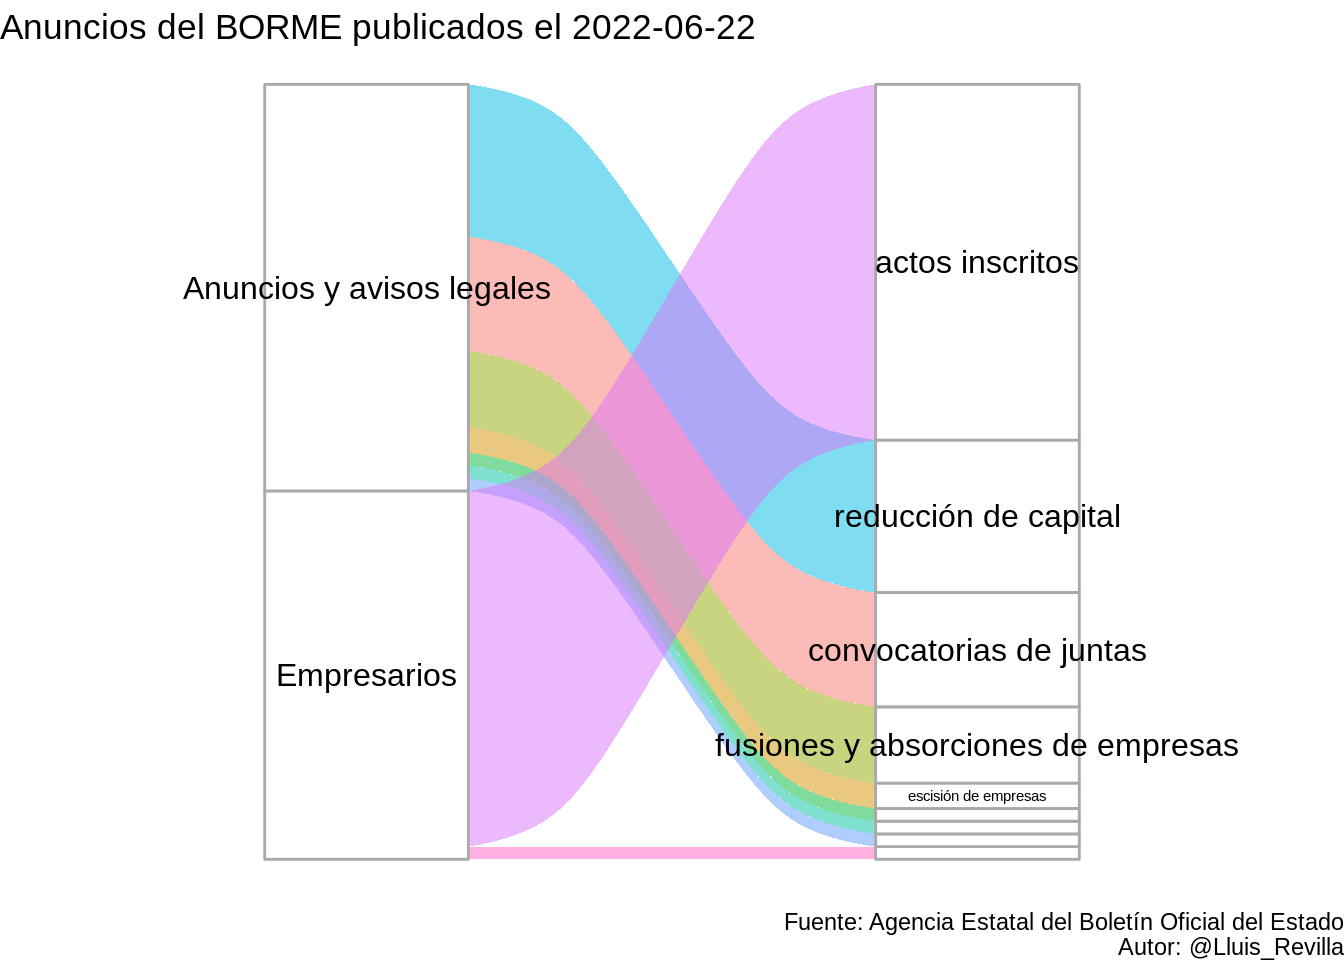 Anuncios del BORME publicados el 2022-06-22
Anuncios y avisos legales
Empresarios
actos inscritos
reducción de capital
convocatorias de juntas
fusiones y absorciones de empresas
escisión de empresas
Fuente: Agencia Estatal del Boletín Oficial del Estado
Autor: @Lluis_Revilla